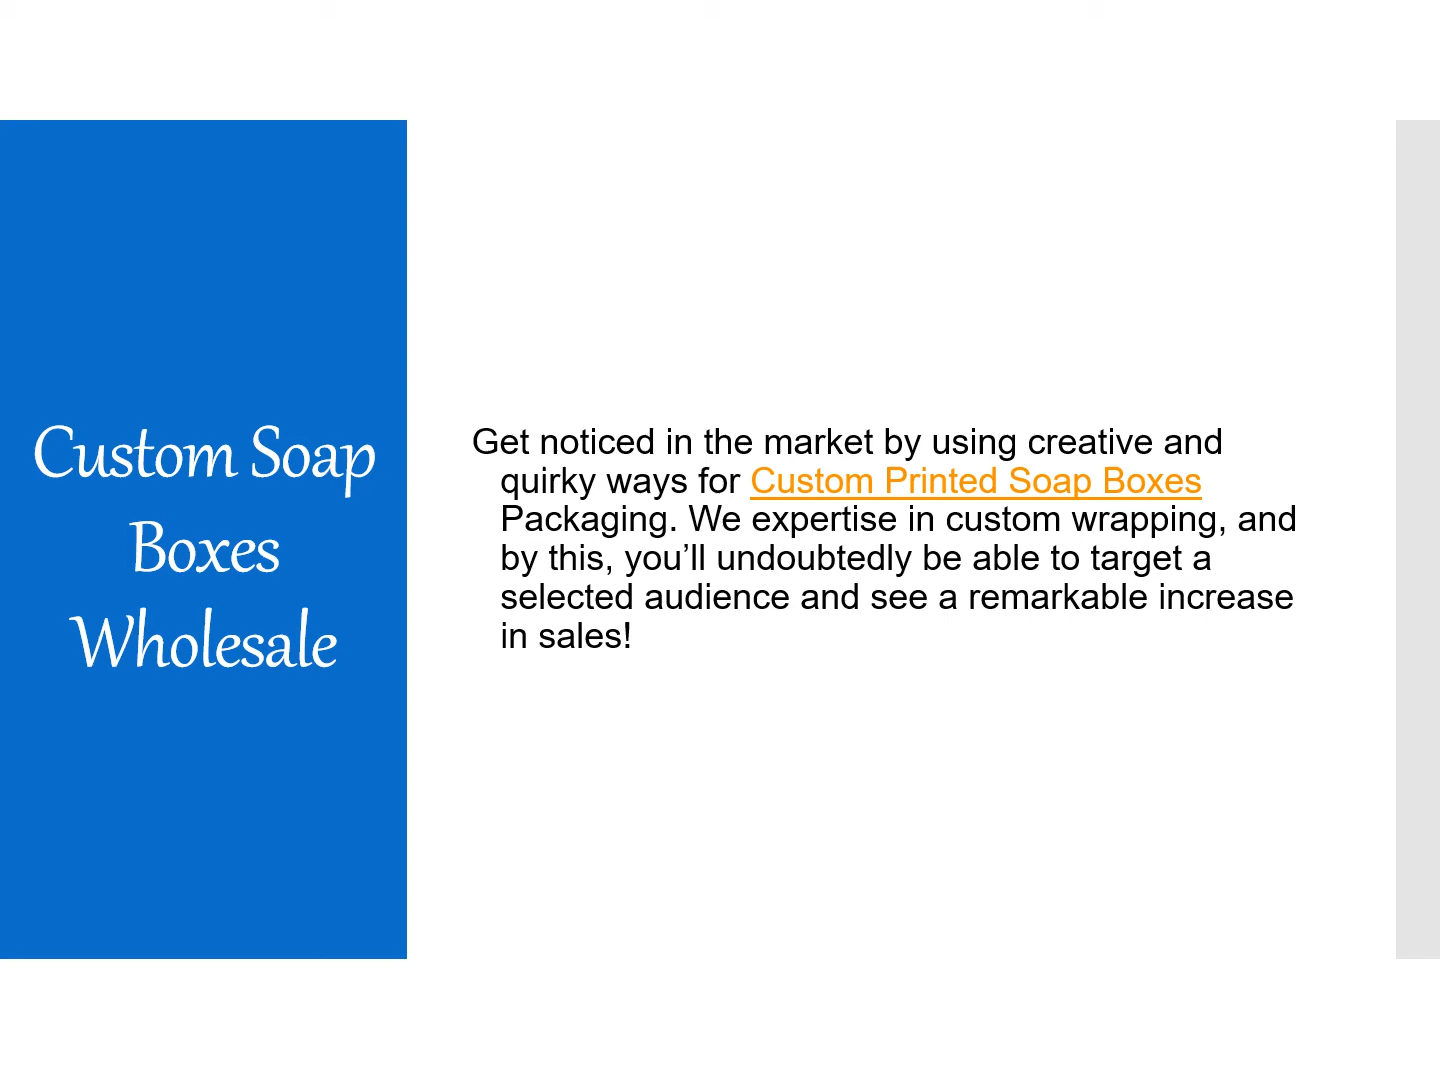 Custom Soap
Boxes
Wholesale
Get noticed in the market by using creative and
quirky ways for Custom Printed Soap Boxes
Packaging. We expertise in custom wrapping, and
by this, you’ll undoubtedly be able to target a
selected audience and see a remarkable increase
in sales!